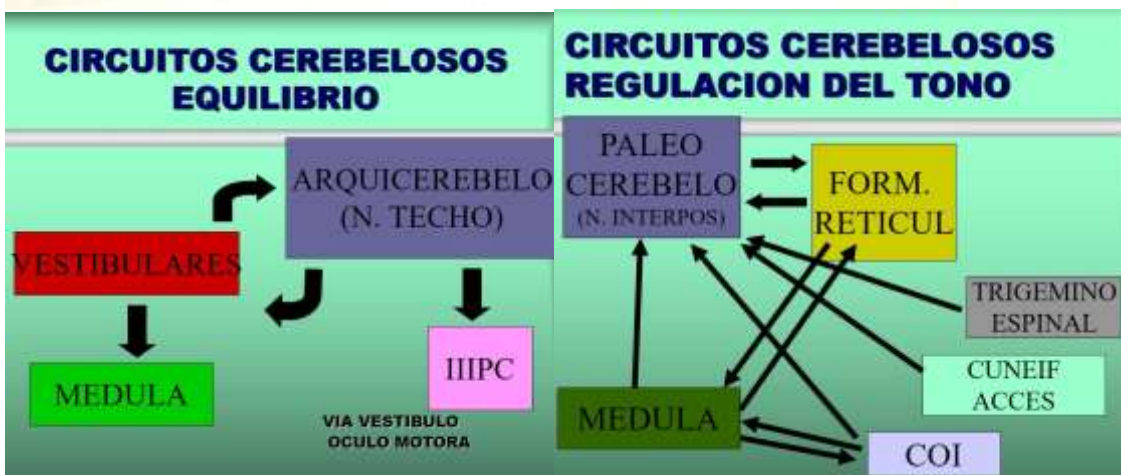 CIRCUITOS CEREBELOSOS
EQUILIBRIO
ARQUICEREBELO
(N. TECHO)
VESTIBULARES
MEDULA
IIIPC
VIA VESTIBULO
OCULO MOTORA
CIRCUITOS CEREBELOSOS
REGULACION DEL TONO
PALEO
CEREBELO
(N. INTERPOS)
FORM.
RETICUL
TRIGEMINO
ESPINAL
CUNEIF
ACCES
MEDULA
COI